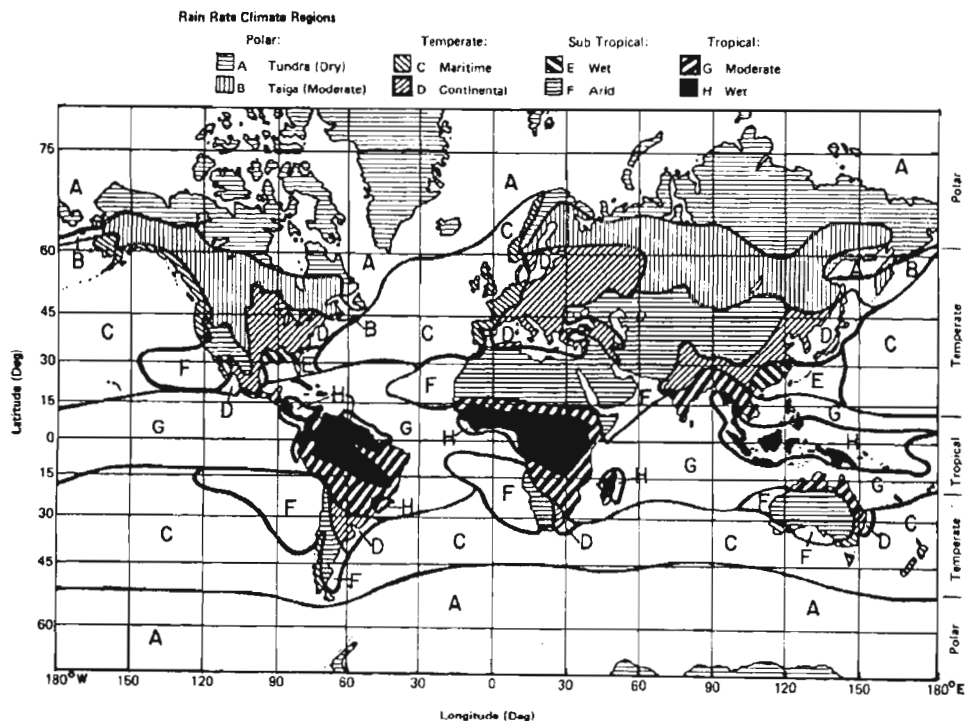 Rain Rate Climate Regions
Polar: Temperate: Sub Tropical: Tropical:
A Tundra (Dry) C Maritime E Wet G Moderate
B Taiga (Moderate) D Continental F Arid H Wet
75
A A A A
Polar
C
60
B A D A B
45
C B C D D C
Temperate
30
F E F F E
15
D H G
Latitude (Deg)
G G H B H
0
G
Tropical
15
F F H G
30
H F
C D C D C F D C
Temperate
45
F
A A
60
A
Polar
180°W 150 120 90 60 30 0 30 60 90 120 150 180°E
Longitude (Deg)